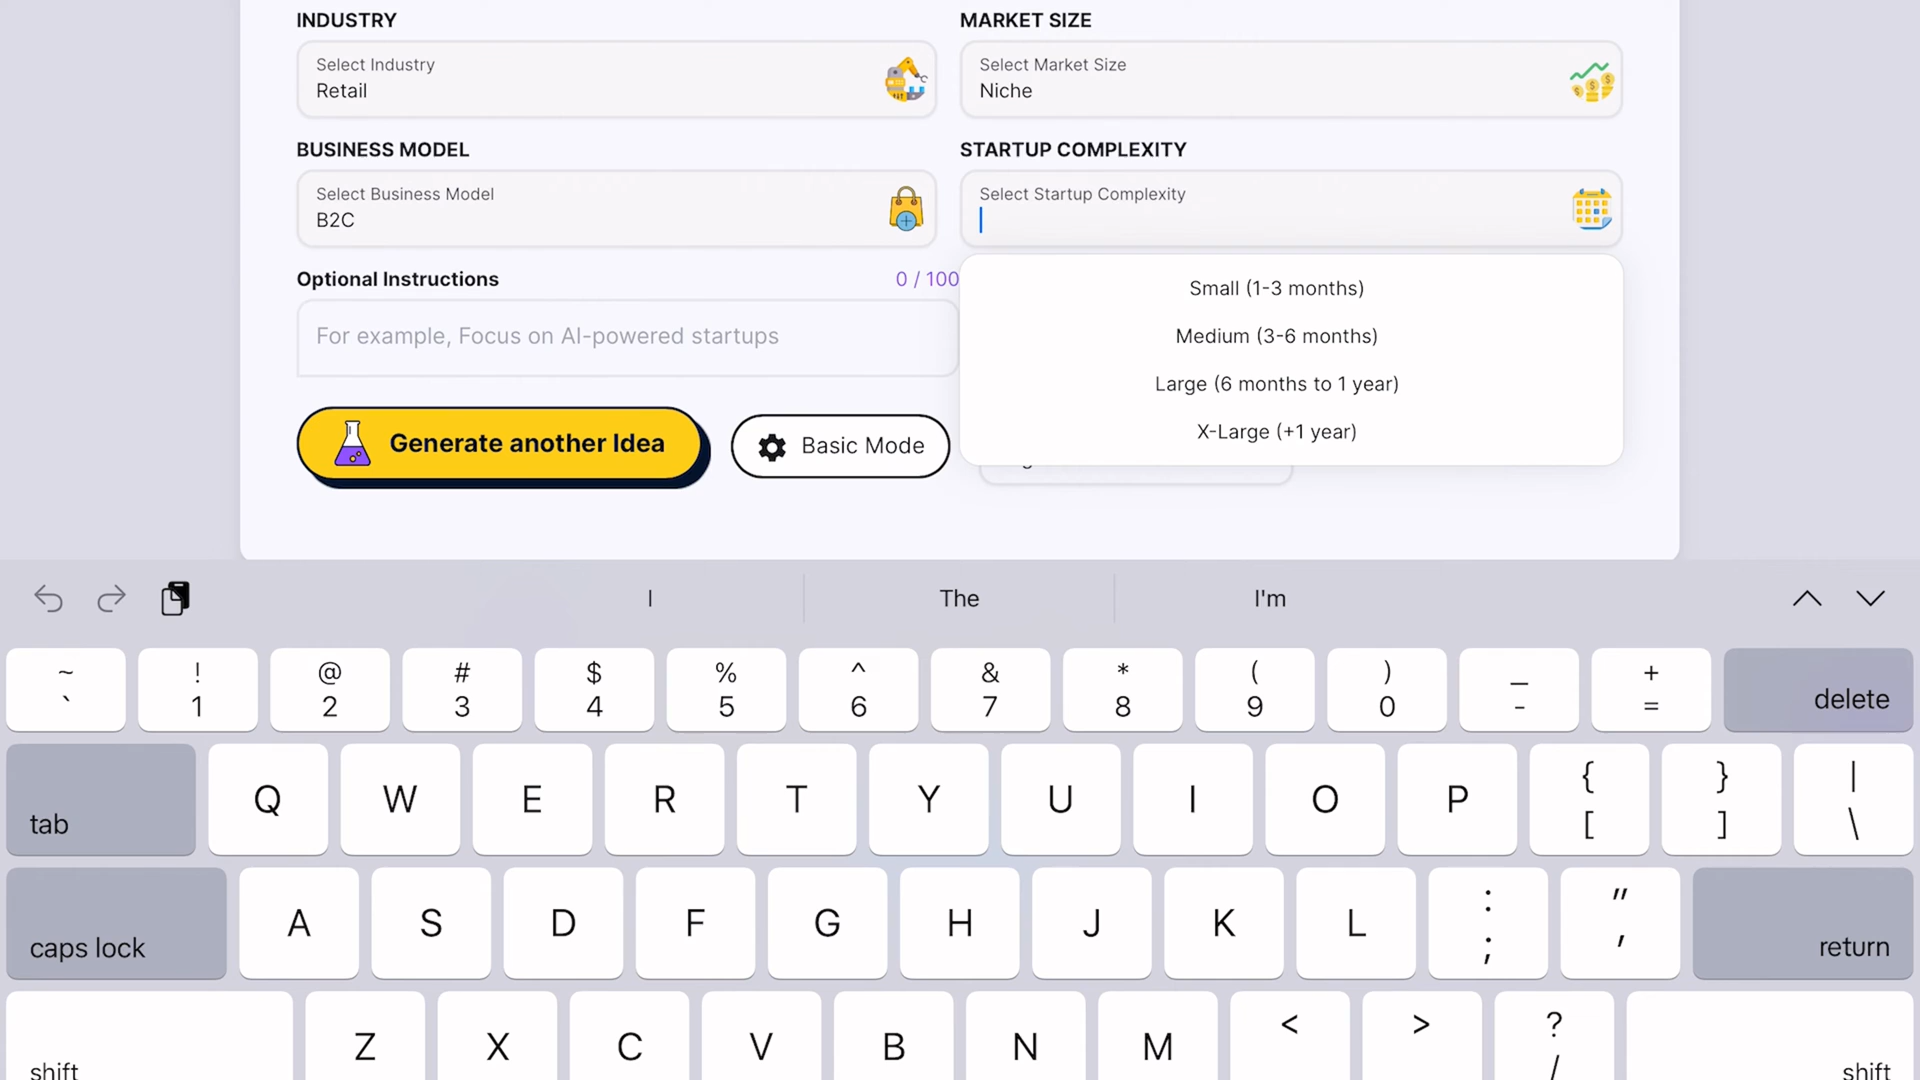 INDUSTRY
Select Industry
Retail
MARKET SIZE
Select Market Size
Niche
BUSINESS MODEL
Select Business Model
B2C
STARTUP COMPLEXITY
Select Startup Complexity
Small (1-3 months)
Medium (3-6 months)
Large (6 months to 1 year)
X-Large (+1 year)
Optional Instructions
0 / 100
For example, Focus on AI-powered startups
Generate another Idea
Basic Mode
I The I'm
~ ! @ # $ % ^ & * ( ) _ +
` 1 2 3 4 5 6 7 8 9 0 - = delete
tab Q W E R T Y U I O P { [ } ] | \
caps lock A S D F G H J K L : ; " ' return
shift Z X C V B N M < > ? / shift